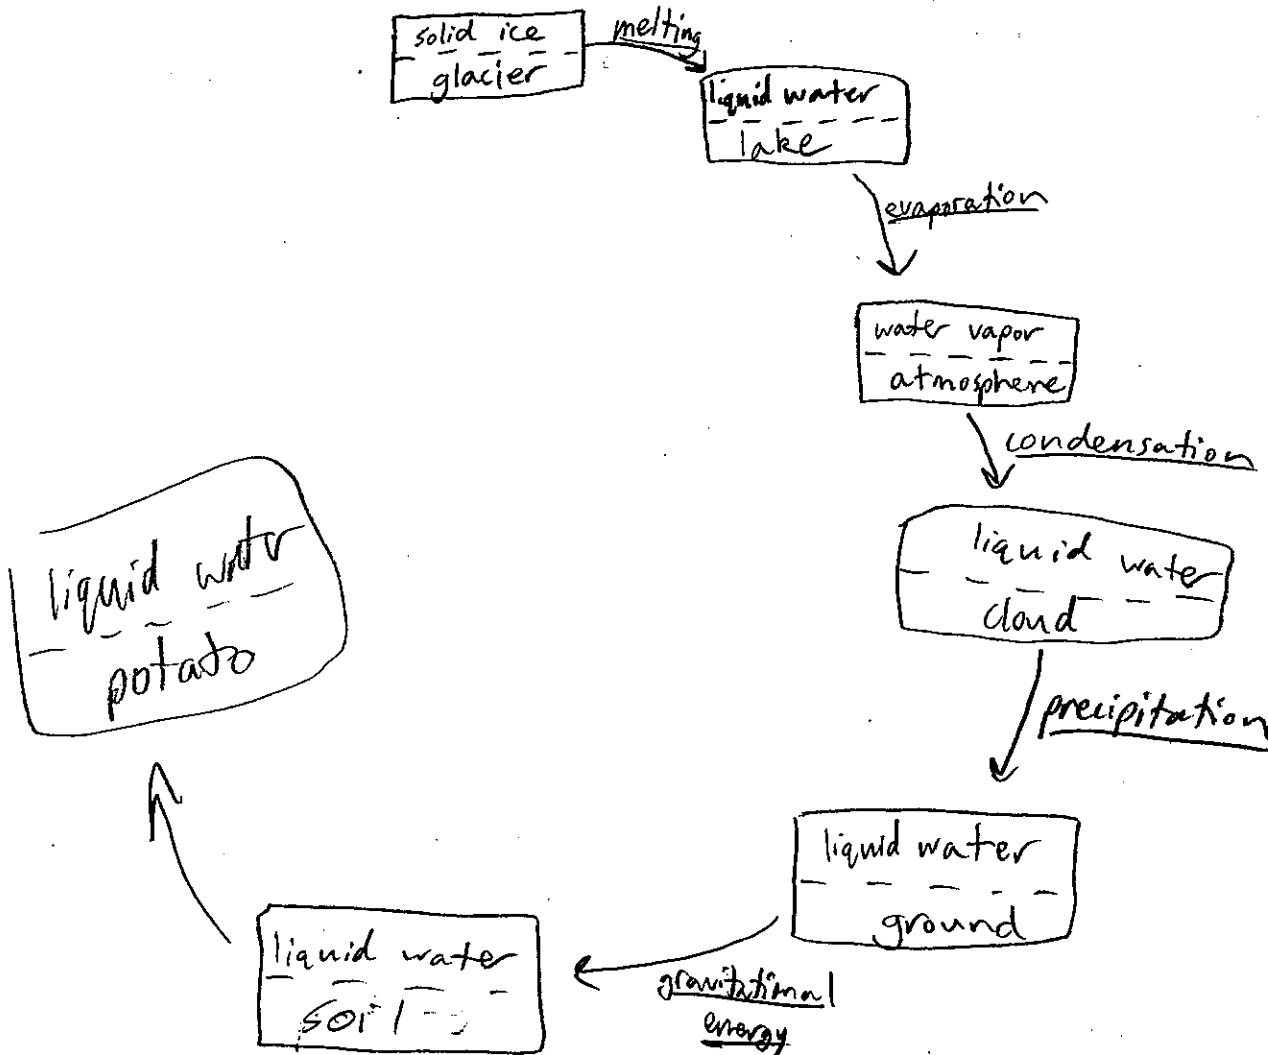 solid ice
glacier
melting
liquid water
lake
evaporation
water vapor
atmosphere
condensation
liquid water
cloud
precipitation
liquid water
ground
gravitational
energy
liquid water
soil
liquid water
potato